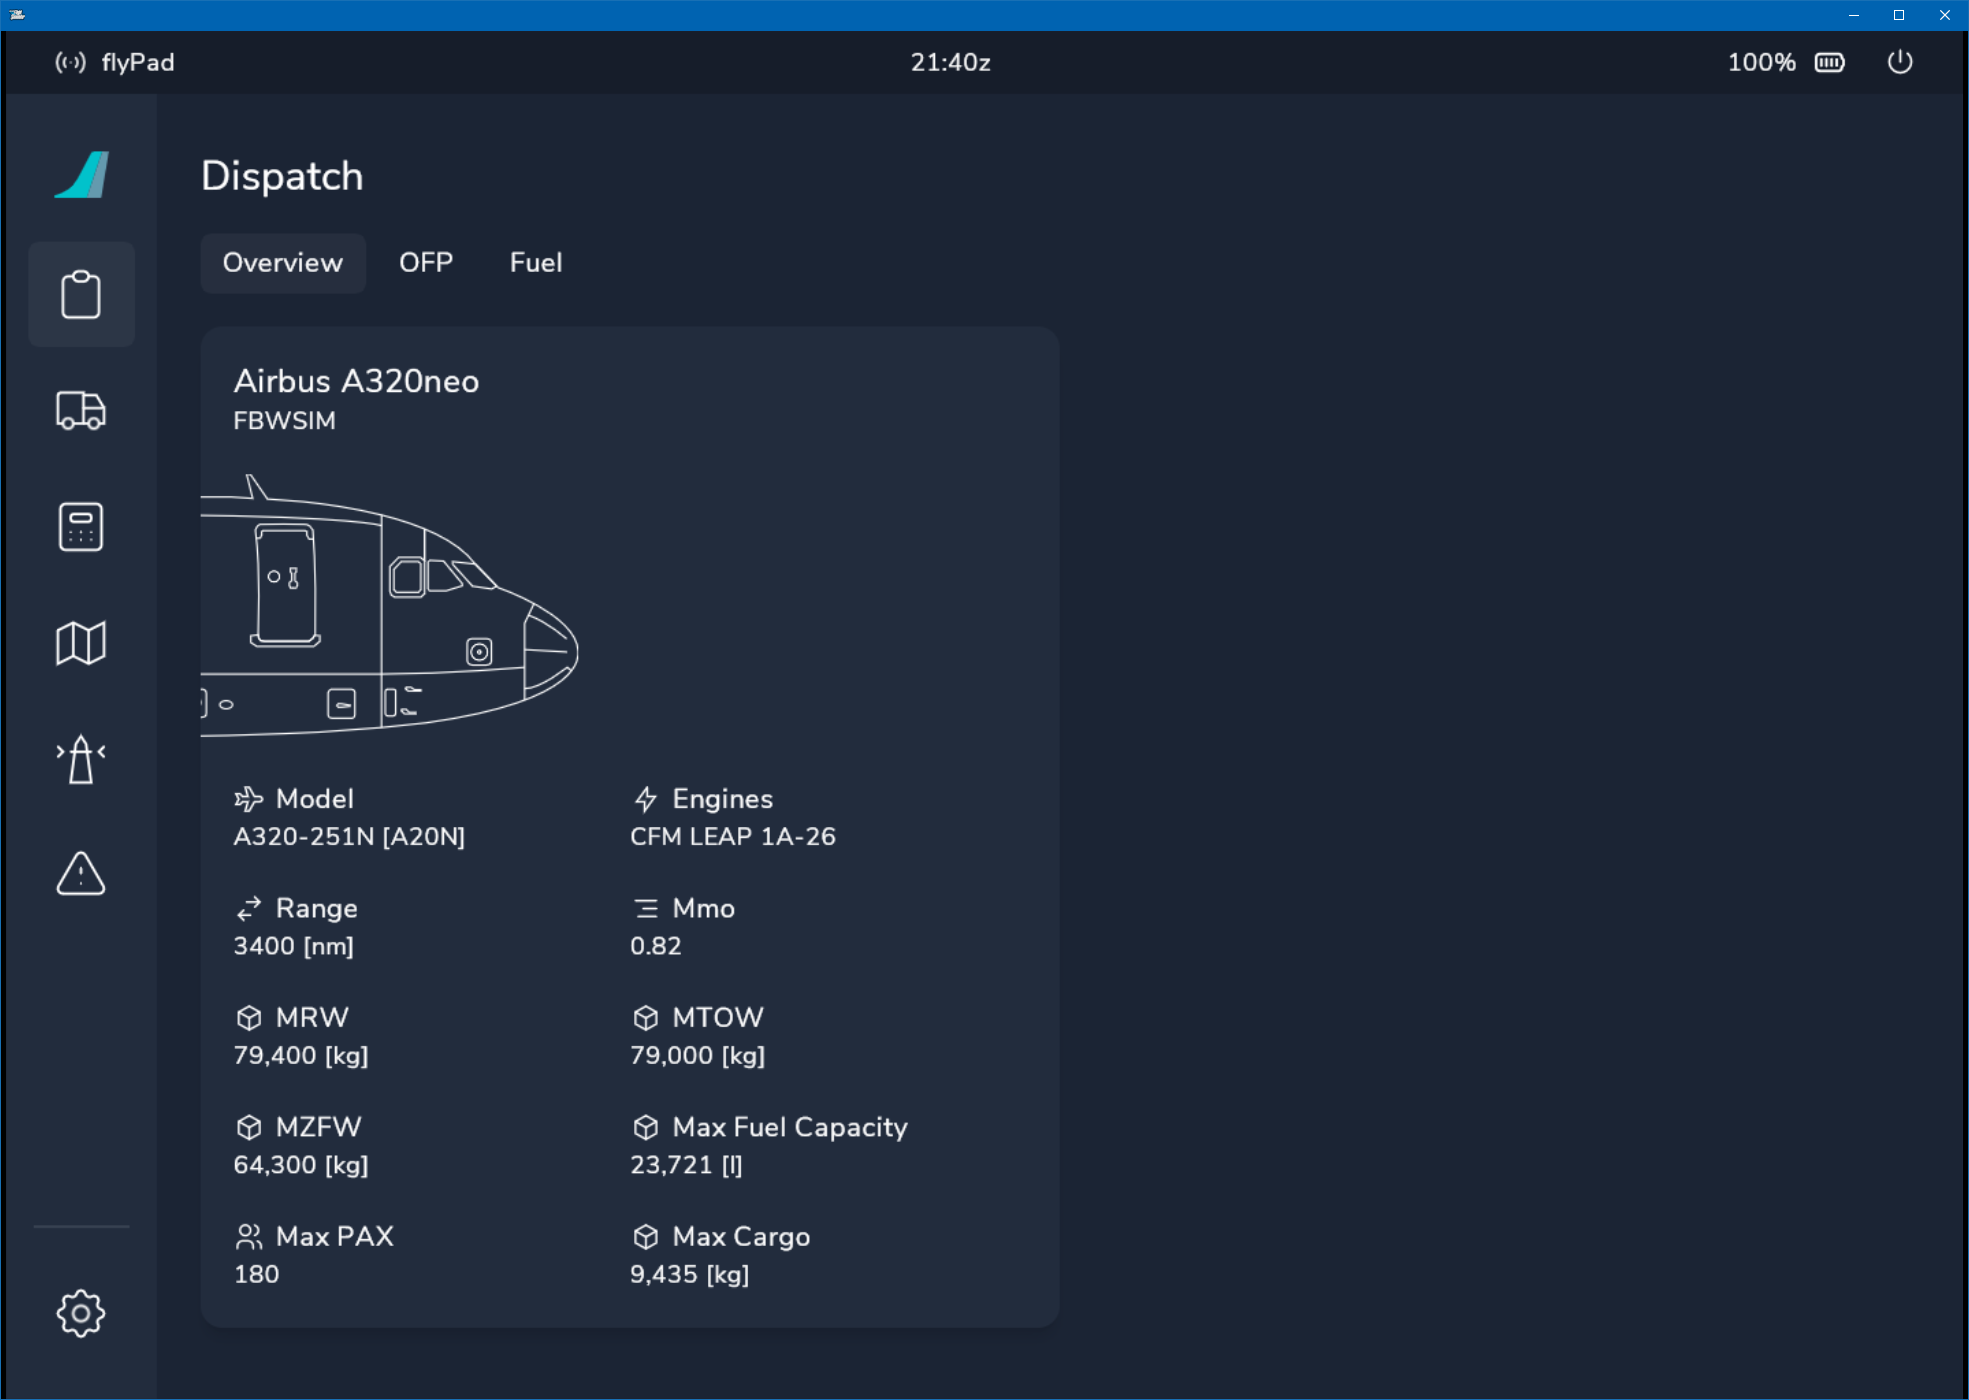 flyPad
21:40z
100%
Dispatch
Overview
OFP
Fuel
Airbus A320neo
FBWSIM
Model
A320-251N [A20N]
Engines
CFM LEAP 1A-26
Range
3400 [nm]
Mmo
0.82
MRW
79,400 [kg]
MTOW
79,000 [kg]
MZFW
64,300 [kg]
Max Fuel Capacity
23,721 [l]
Max PAX
180
Max Cargo
9,435 [kg]